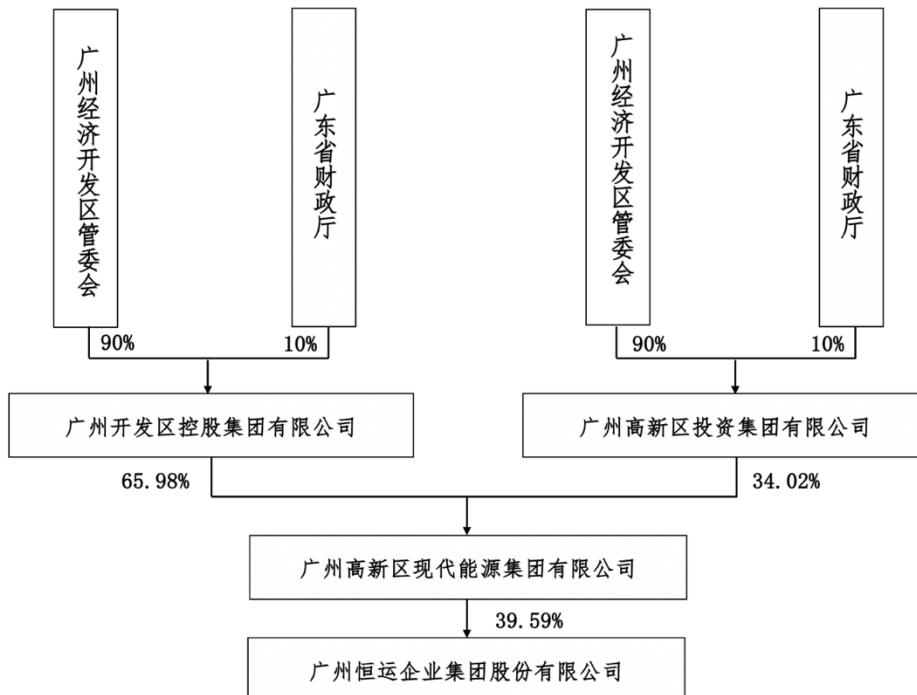 广州经济开发区管委会
广东省财政厅
广州经济开发区管委会
广东省财政厅
90%
10%
90%
10%
广州开发区控股集团有限公司
广州高新区投资集团有限公司
65.98%
34.02%
广州高新区现代能源集团有限公司
39.59%
广州恒运企业集团股份有限公司